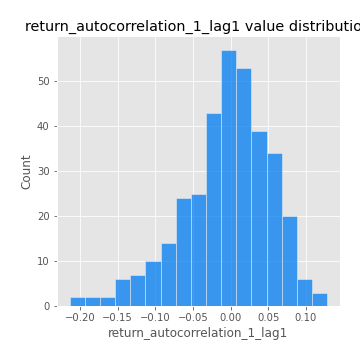 return_autocorrelation_1_lag1 value distributio
50
40
30
20
10
0
Count
−0.20 −0.15 −0.10 −0.05 0.00 0.05 0.10
return_autocorrelation_1_lag1